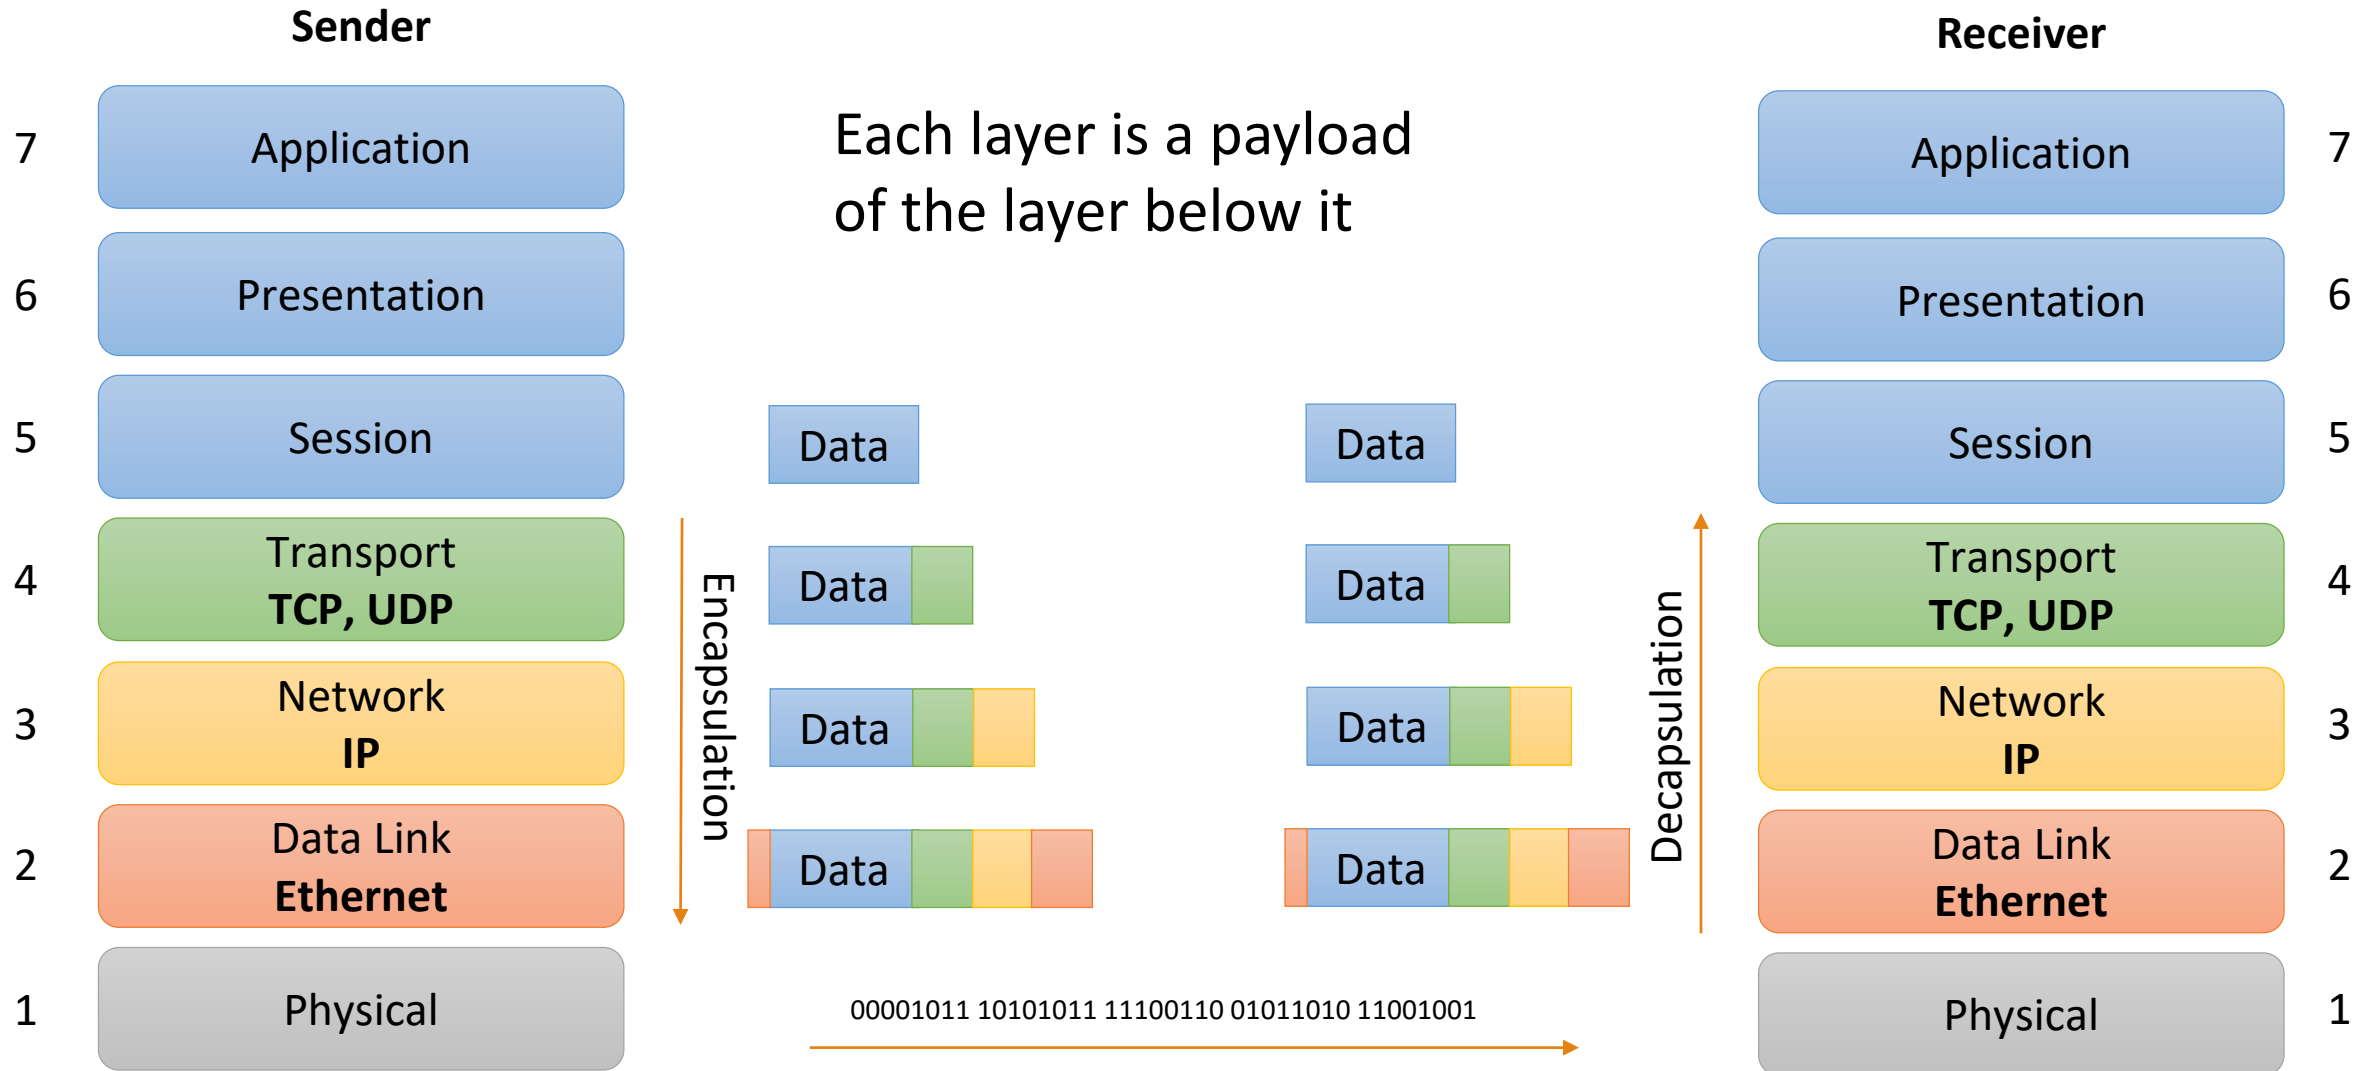 Sender
Receiver
Each layer is a payload
of the layer below it
7
Application
Application
7
6
Presentation
Presentation
6
5
Session
Data
Data
Session
5
4
Transport
TCP, UDP
Data
Data
Transport
TCP, UDP
4
Encapsulation
Decapsulation
3
Network
IP
Data
Data
Network
IP
3
2
Data Link
Ethernet
Data
Data
Data Link
Ethernet
2
1
Physical
00001011 10101011 11100110 01011010 11001001
Physical
1